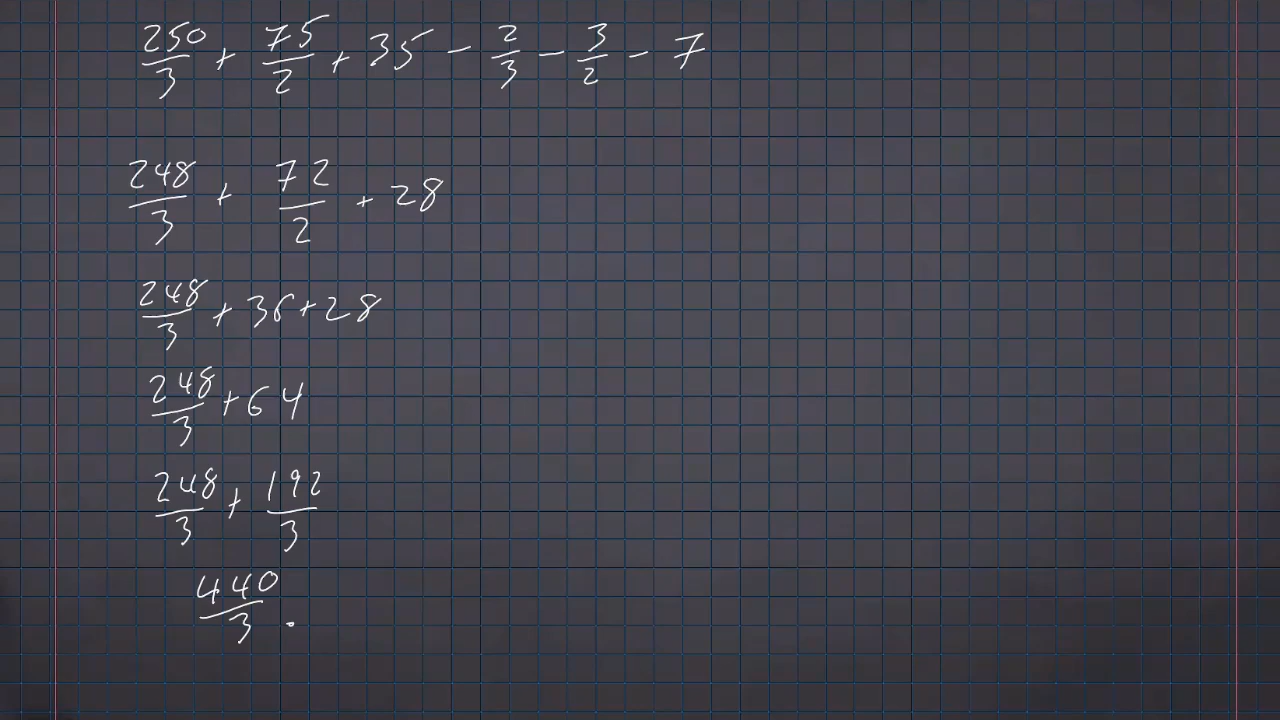 250/3 + 75/2 + 35 - 2/3 - 3/2 - 7
248/3 + 72/2 + 28
248/3 + 36 + 28
248/3 + 64
248/3 + 192/3
440/3 .